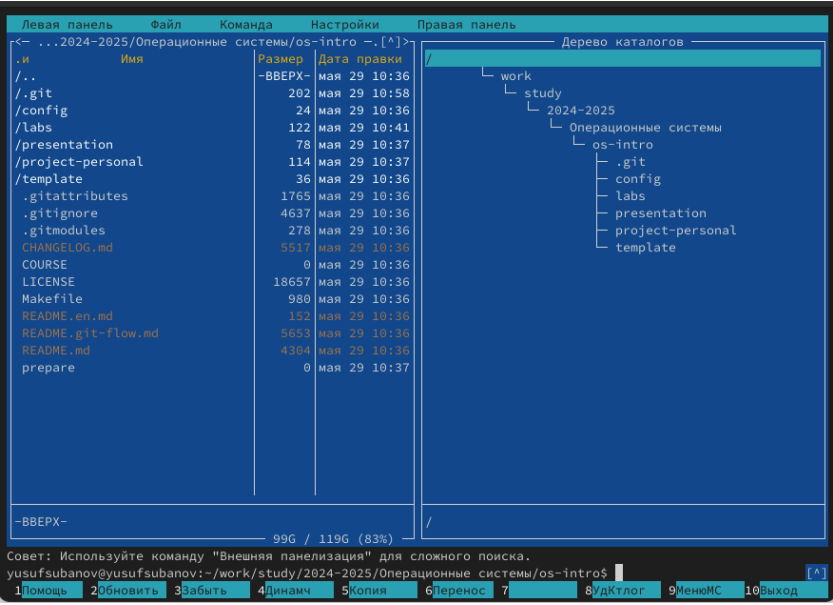 Левая панель Файл Команда Настройки Правая панель
<— ...2024-2025/Операционные системы/os-intro —.[^]> Дерево каталогов
.и Имя Размер Дата правки /
/.. -ВВЕРХ- мая 29 10:36 work
/.git 202 мая 29 10:58 study
/config 24 мая 29 10:36 2024-2025
/labs 122 мая 29 10:41 Операционные системы
/presentation 78 мая 29 10:37 os-intro
/project-personal 114 мая 29 10:37 .git
/template 36 мая 29 10:36 config
.gitattributes 1765 мая 29 10:36 labs
.gitignore 4637 мая 29 10:36 presentation
.gitmodules 278 мая 29 10:36 project-personal
CHANGELOG.md 5517 мая 29 10:36 template
COURSE 0 мая 29 10:36
LICENSE 18657 мая 29 10:36
Makefile 980 мая 29 10:36
README.en.md 152 мая 29 10:36
README.git-flow.md 5653 мая 29 10:36
README.md 4304 мая 29 10:36
prepare 0 мая 29 10:37
-ВВЕРХ- /
99G / 119G (83%)
Совет: Используйте команду "Внешняя панелизация" для сложного поиска.
yusufsubanov@yusufsubanov:~/work/study/2024-2025/Операционные системы/os-intro$ [^]
1Помощь 2Обновить 3Забыть 4Динамч 5Копия 6Перенос 7 8УдКтлог 9МенюМС 10Выход